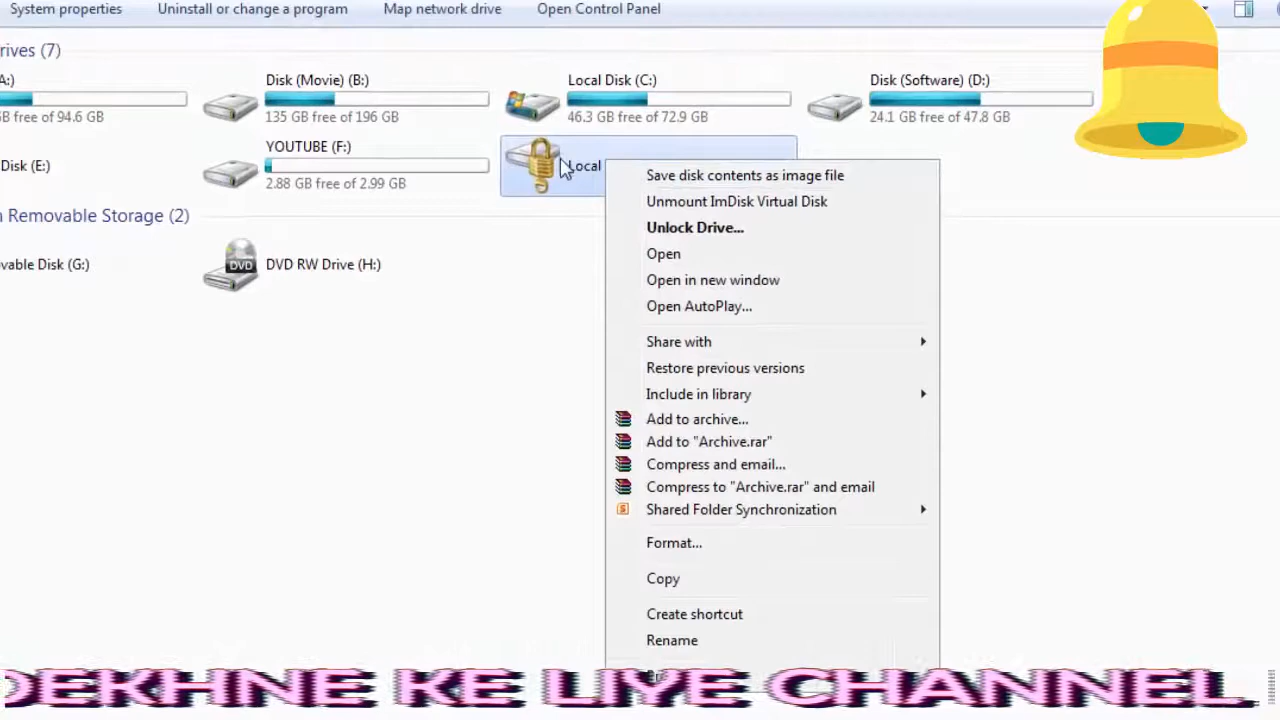 System properties Uninstall or change a program Map network drive Open Control Panel
rives (7)
A:) Disk (Movie) (B:) Local Disk (C:) Disk (Software) (D:)
GB free of 94.6 GB 135 GB free of 196 GB 46.3 GB free of 72.9 GB 24.1 GB free of 47.8 GB
Disk (E:) YOUTUBE (F:) Local
2.88 GB free of 2.99 GB
n Removable Storage (2)
vable Disk (G:) DVD DVD RW Drive (H:)
Save disk contents as image file
Unmount ImDisk Virtual Disk
Unlock Drive...
Open
Open in new window
Open AutoPlay...
Share with
Restore previous versions
Include in library
Add to archive...
Add to "Archive.rar"
Compress and email...
Compress to "Archive.rar" and email
Shared Folder Synchronization
Format...
Copy
Create shortcut
Rename
DEKHNE KE LIYE CHANNEL